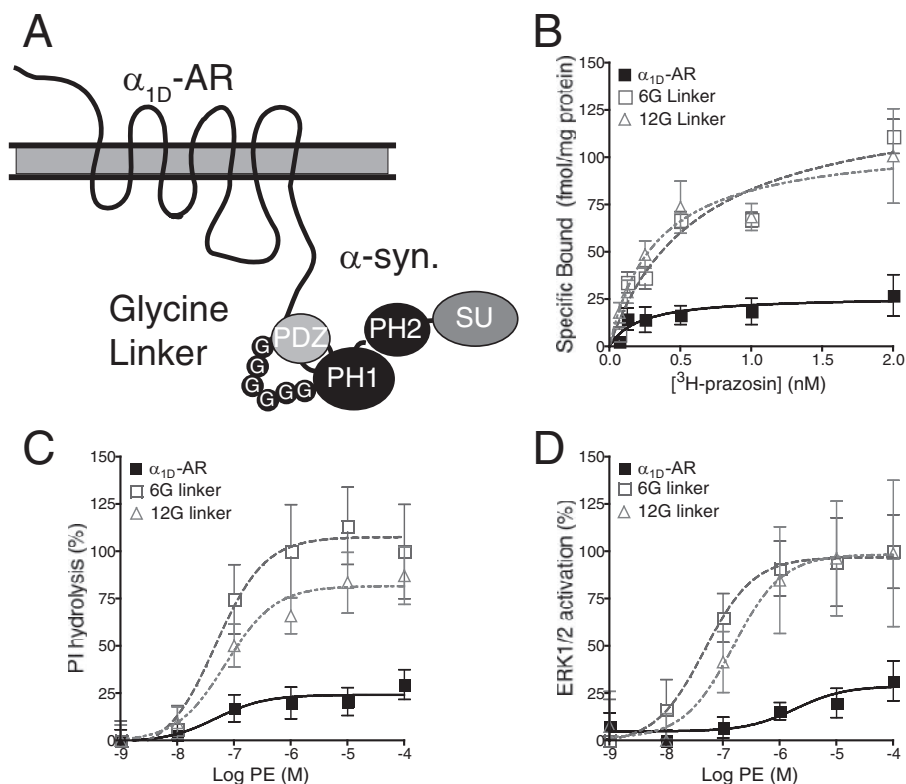 A
α1D-AR
α-syn.
Glycine
Linker
PDZ
PH1
PH2
SU
G
G
G
G
G
G
B
α1D-AR
6G Linker
12G Linker
Specific Bound (fmol/mg protein)
150
125
100
75
50
25
0
0.0
0.5
1.0
1.5
2.0
[³H-prazosin] (nM)
C
α1D-AR
6G linker
12G linker
PI hydrolysis (%)
150
125
100
75
50
25
0
-9
-8
-7
-6
-5
-4
Log PE (M)
D
α1D-AR
6G linker
12G linker
ERK1/2 activation (%)
150
125
100
75
50
25
0
-9
-8
-7
-6
-5
-4
Log PE (M)